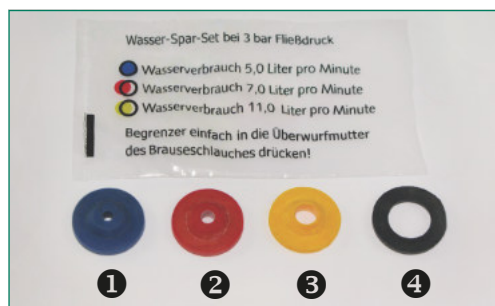 Wasser-Spar-Set bei 3 bar Fließdruck
Wasserverbrauch 5,0 Liter pro Minute
Wasserverbrauch 7,0 Liter pro Minute
Wasserverbrauch 11,0 Liter pro Minute
Begrenzer einfach in die Überwurfmutter
des Brauseschlauches drücken!
1 2 3 4